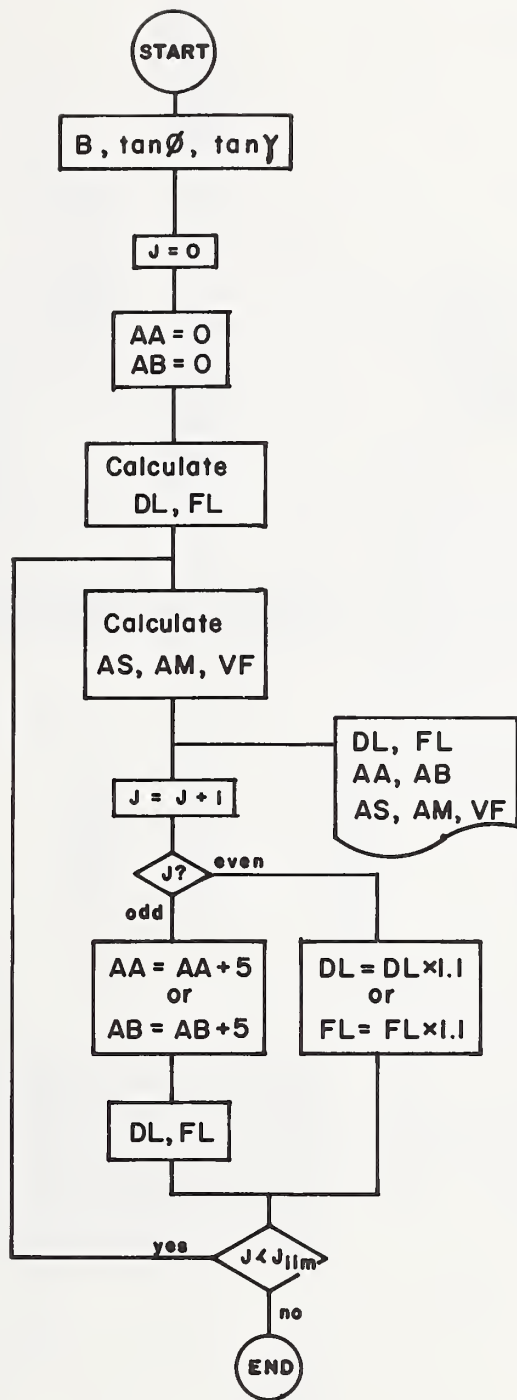 START
B, tanØ, tanγ
J = 0
AA = 0
AB = 0
Calculate
DL, FL
Calculate
AS, AM, VF
DL, FL
AA, AB
AS, AM, VF
J = J + 1
J?
even
odd
AA = AA + 5
or
AB = AB + 5
DL = DL × 1.1
or
FL = FL × 1.1
DL, FL
yes
J < Jlim
no
END